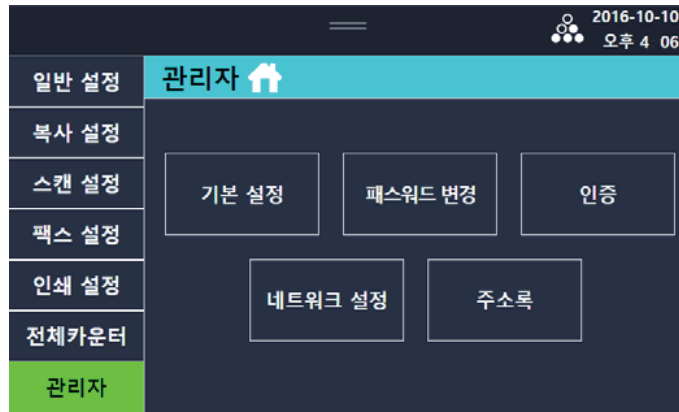 2016-10-10
오후 4 06
일반 설정
복사 설정
스캔 설정
팩스 설정
인쇄 설정
전체카운터
관리자
관리자
기본 설정
패스워드 변경
인증
네트워크 설정
주소록